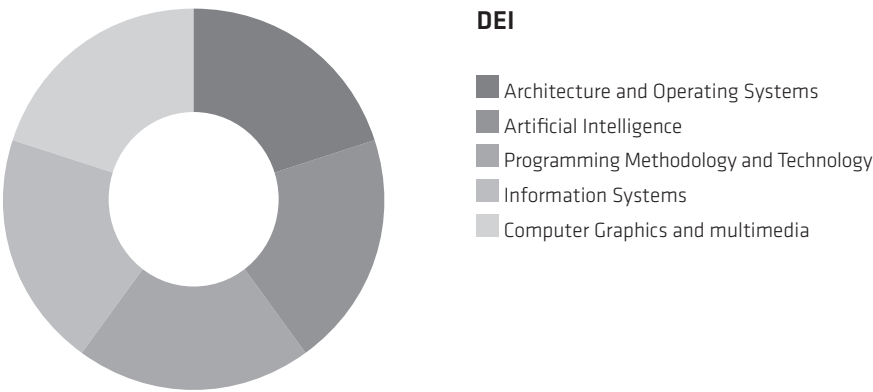 DEI
Architecture and Operating Systems
Artificial Intelligence
Programming Methodology and Technology
Information Systems
Computer Graphics and multimedia